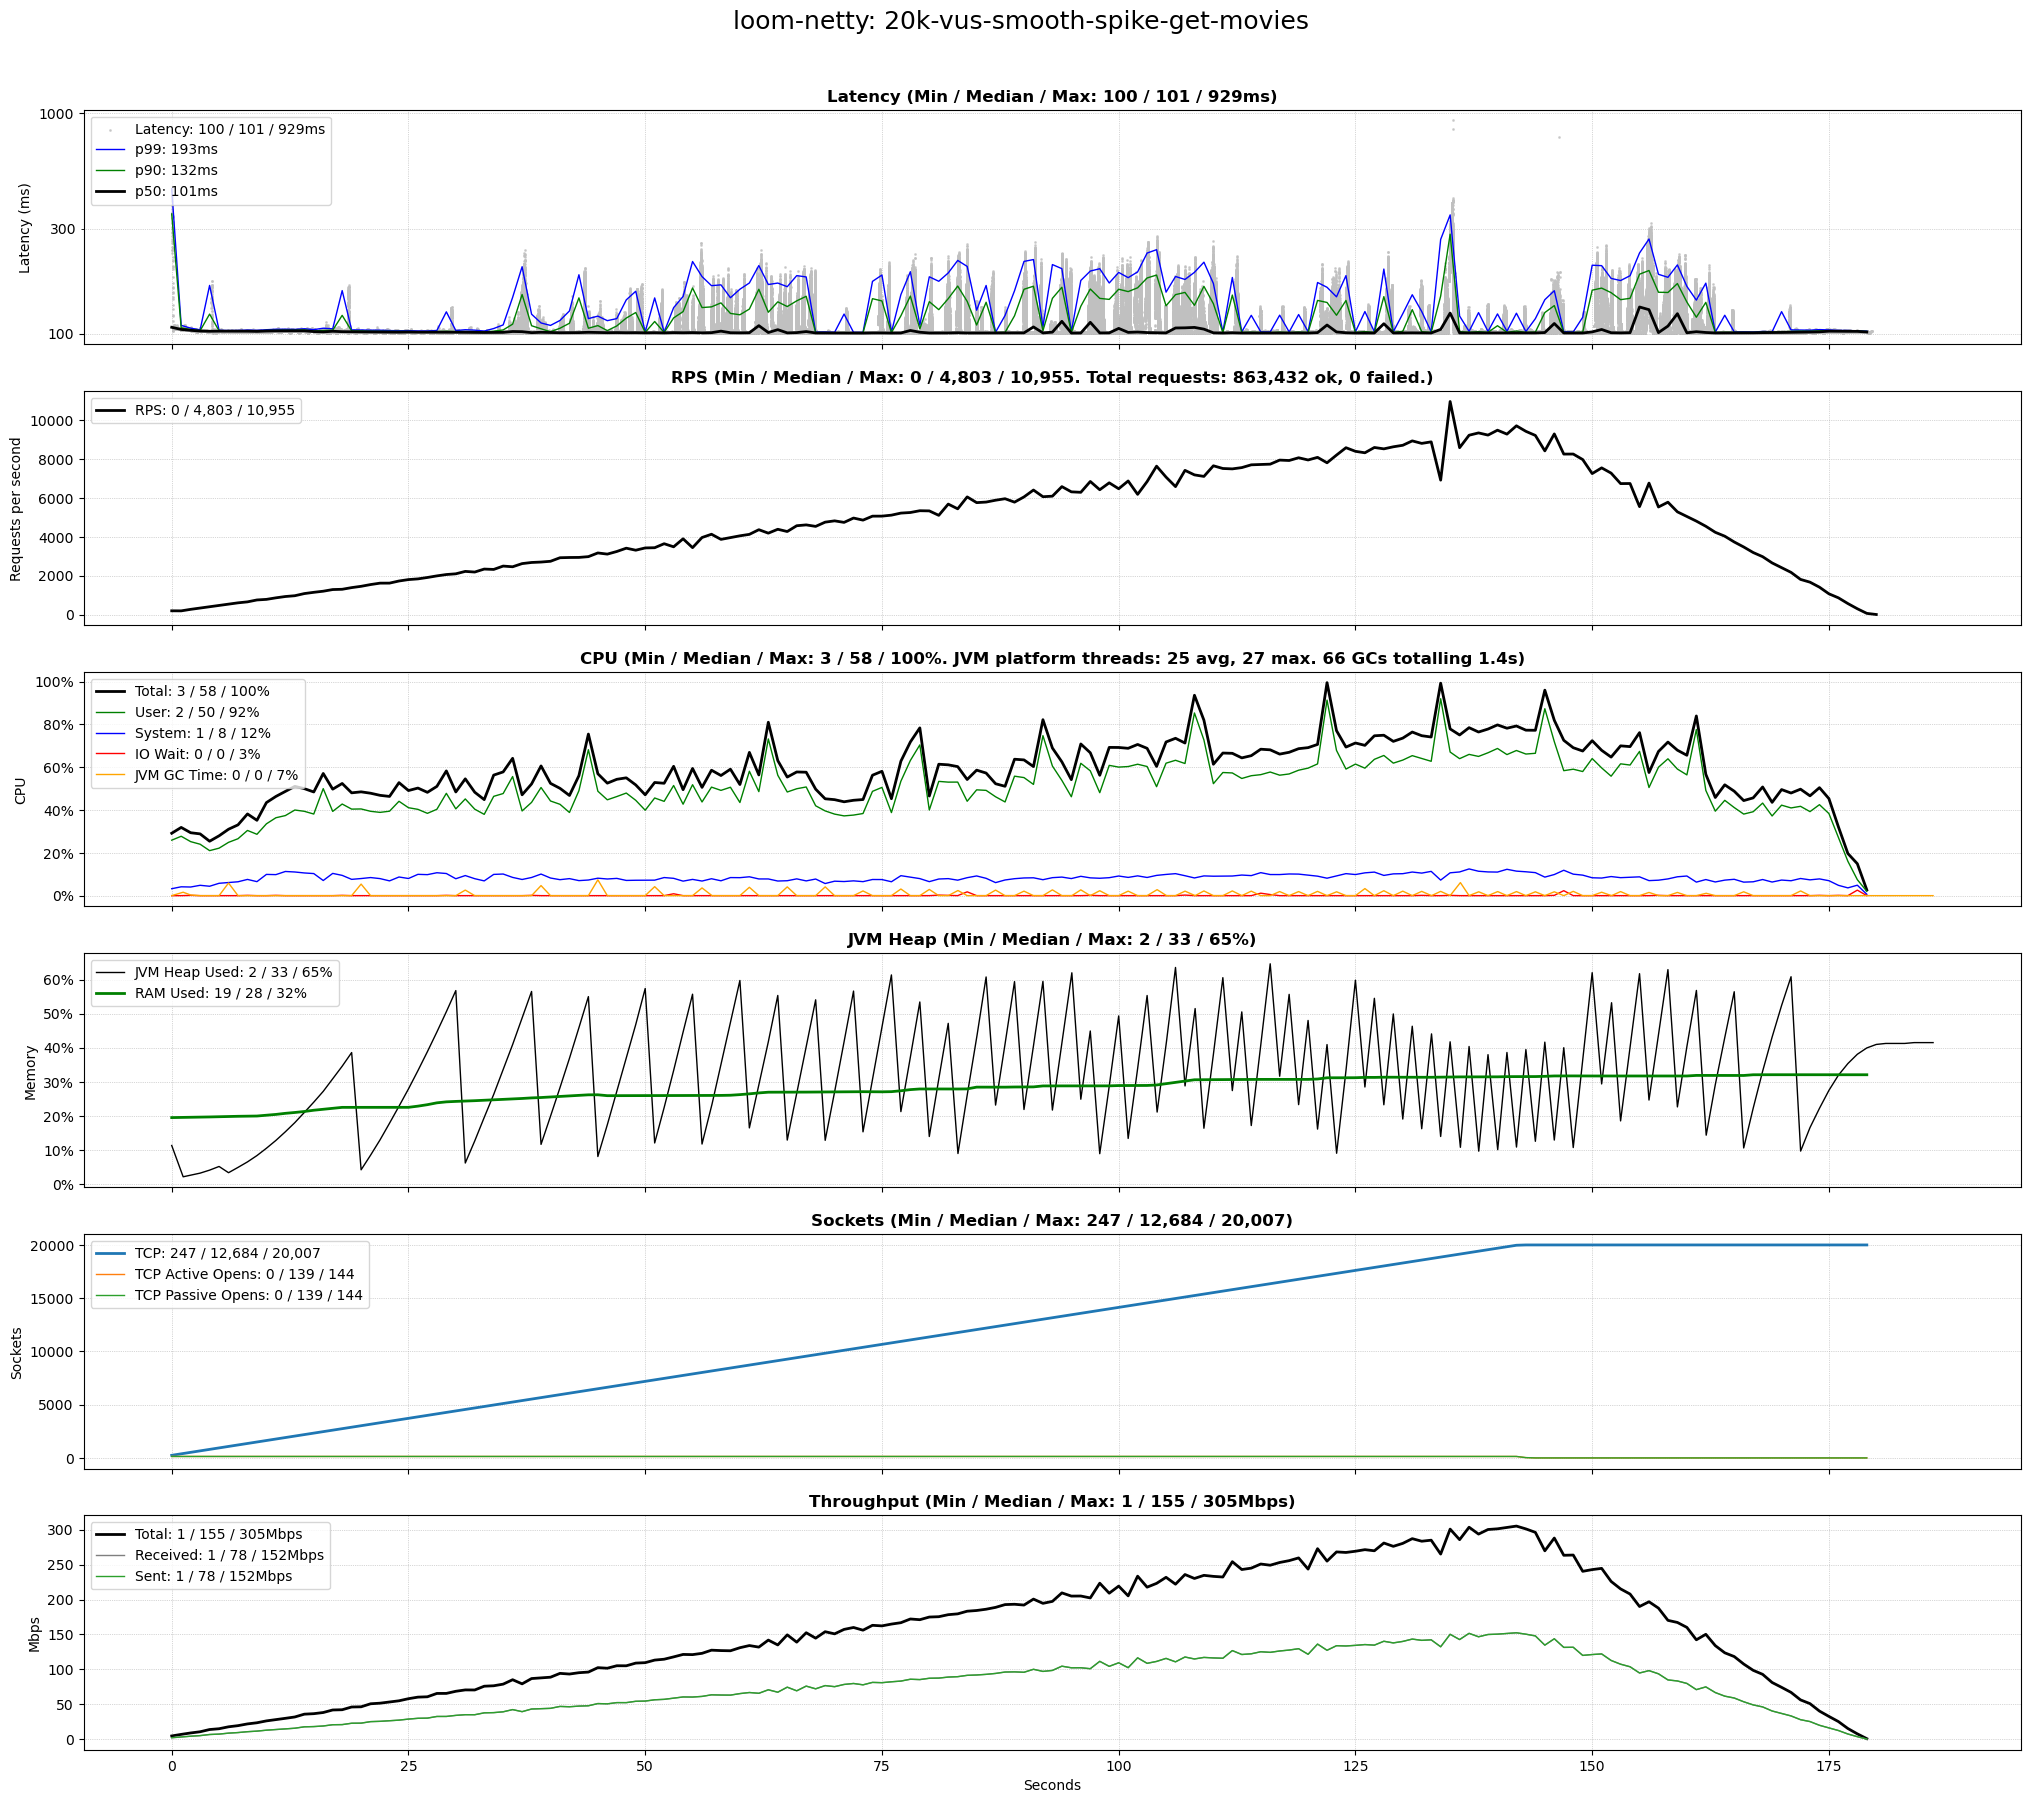 loom-netty: 20k-vus-smooth-spike-get-movies
Latency (Min / Median / Max: 100 / 101 / 929ms)
Latency (ms)
1000
300
100
Latency: 100 / 101 / 929ms
p99: 193ms
p90: 132ms
p50: 101ms
RPS (Min / Median / Max: 0 / 4,803 / 10,955. Total requests: 863,432 ok, 0 failed.)
Requests per second
10000
8000
6000
4000
2000
0
RPS: 0 / 4,803 / 10,955
CPU (Min / Median / Max: 3 / 58 / 100%. JVM platform threads: 25 avg, 27 max. 66 GCs totalling 1.4s)
CPU
100%
80%
60%
40%
20%
0%
Total: 3 / 58 / 100%
User: 2 / 50 / 92%
System: 1 / 8 / 12%
IO Wait: 0 / 0 / 3%
JVM GC Time: 0 / 0 / 7%
JVM Heap (Min / Median / Max: 2 / 33 / 65%)
Memory
60%
50%
40%
30%
20%
10%
0%
JVM Heap Used: 2 / 33 / 65%
RAM Used: 19 / 28 / 32%
Sockets (Min / Median / Max: 247 / 12,684 / 20,007)
Sockets
20000
15000
10000
5000
0
TCP: 247 / 12,684 / 20,007
TCP Active Opens: 0 / 139 / 144
TCP Passive Opens: 0 / 139 / 144
Throughput (Min / Median / Max: 1 / 155 / 305Mbps)
Mbps
300
250
200
150
100
50
0
Total: 1 / 155 / 305Mbps
Received: 1 / 78 / 152Mbps
Sent: 1 / 78 / 152Mbps
0 25 50 75 100 125 150 175
Seconds